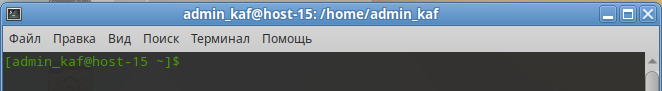 admin_kaf@host-15: /home/admin_kaf
Файл Правка Вид Поиск Терминал Помощь
[admin_kaf@host-15 ~]$